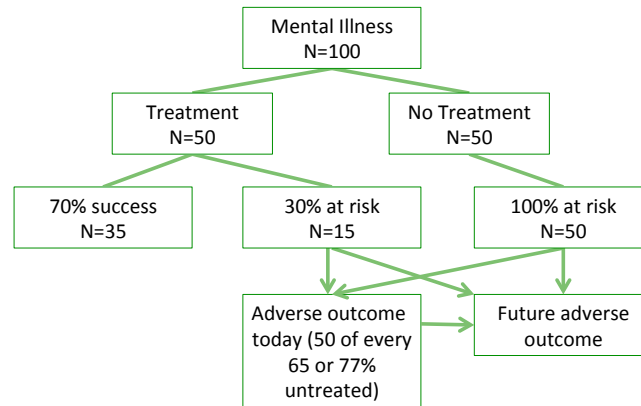 Mental Illness
N=100
Treatment
N=50
No Treatment
N=50
70% success
N=35
30% at risk
N=15
100% at risk
N=50
Adverse outcome
today (50 of every
65 or 77%
untreated)
Future adverse
outcome